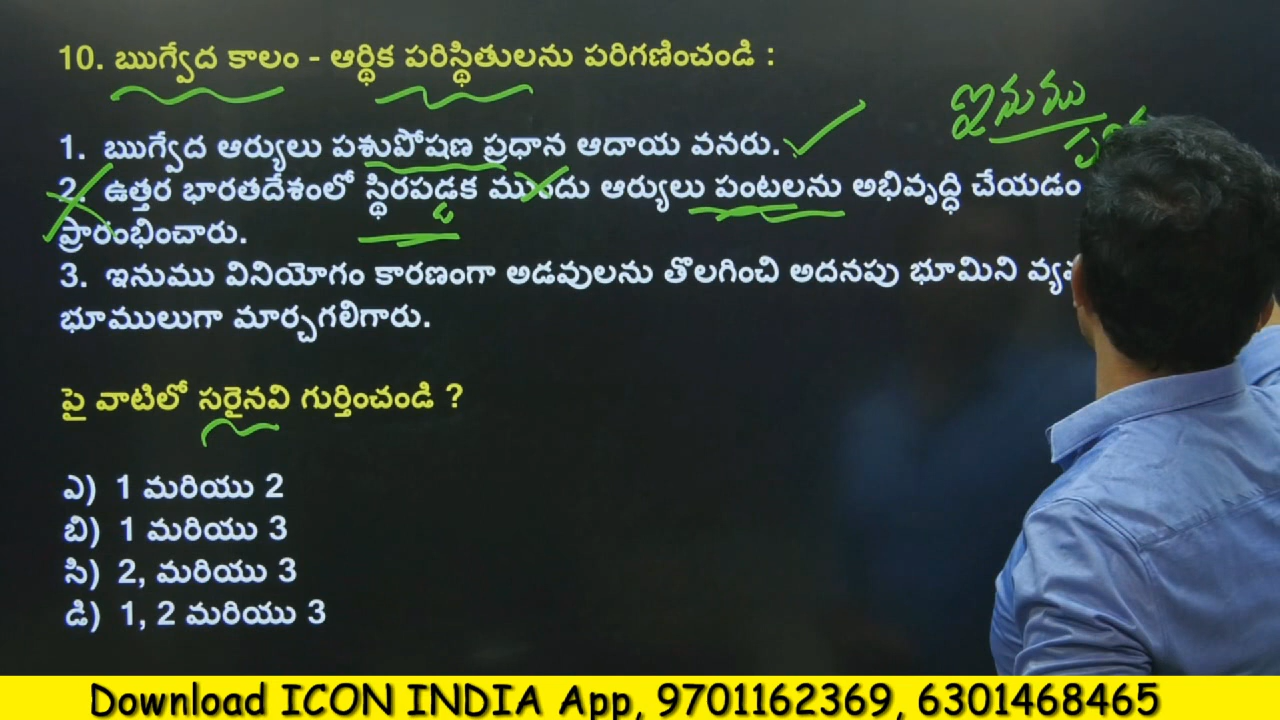 10. ఋగ్వేద కాలం - ఆర్థిక పరిస్థితులను పరిగణించండి :
ఇనుము
1. ఋగ్వేద ఆర్యులు పశుపోషణ ప్రధాన ఆదాయ వనరు.
2. ఉత్తర భారతదేశంలో స్థిరపడ్డక ముందు ఆర్యులు పంటలను అభివృద్ధి చేయడం
ప్రారంభించారు.
3. ఇనుము వినియోగం కారణంగా అడవులను తొలగించి అదనపు భూమిని
భూములుగా మార్చగలిగారు.
పై వాటిలో సరైనవి గుర్తించండి ?
ఎ) 1 మరియు 2
బి) 1 మరియు 3
సి) 2, మరియు 3
డి) 1, 2 మరియు 3
Download ICON INDIA App, 9701162369, 6301468465